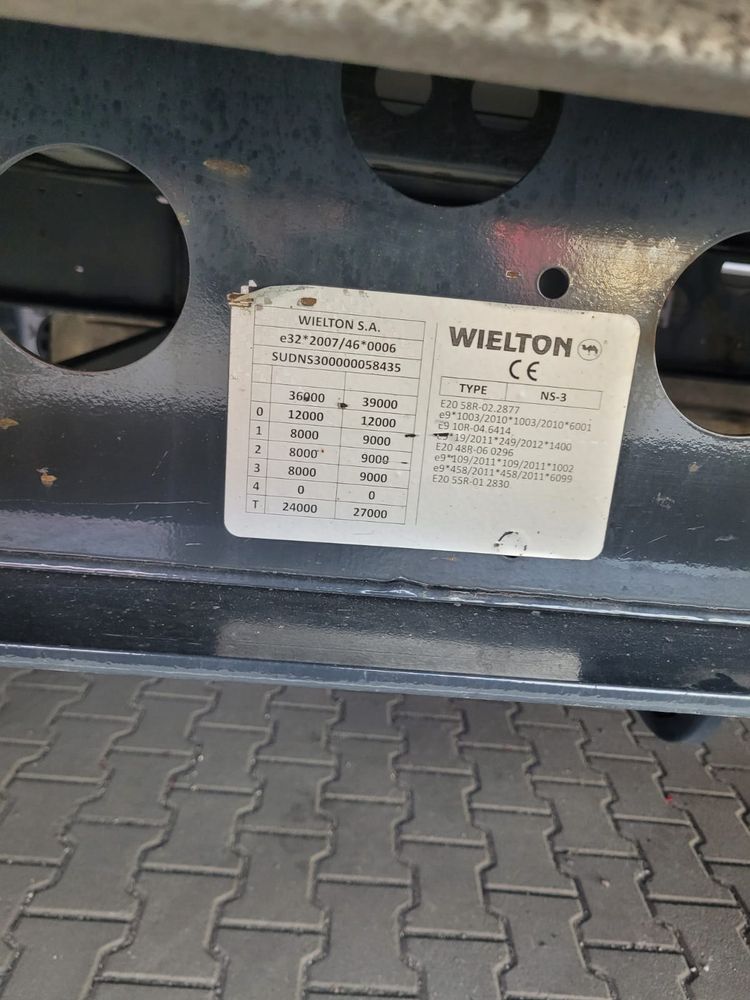 WIELTON S.A.
e32*2007/46*0006
SUDNS300000058435
36000 39000
0 12000 12000
1 8000 9000
2 8000 9000
3 8000 9000
4 0 0
T 24000 27000
WIELTON
CE
TYPE NS-3
E20 58R-02.2877
e9*1003/2010*1003/2010*6001
e9 10R-04.6414
e9*19/2011*249/2012*1400
E20 48R-06 0296
e9*109/2011*109/2011*1002
e9*458/2011*458/2011*6099
E20 55R-01 2830